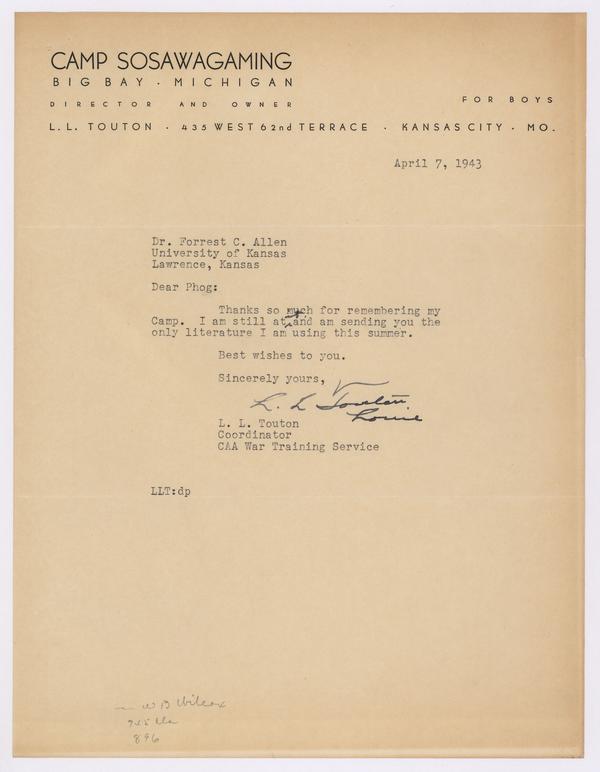 CAMP SOSAWAGAMING
BIG BAY · MICHIGAN
DIRECTOR AND OWNER
FOR BOYS
L. L. TOUTON · 435 WEST 62nd TERRACE · KANSAS CITY · MO.
April 7, 1943
Dr. Forrest C. Allen
University of Kansas
Lawrence, Kansas
Dear Phog:
Thanks so much for remembering my
Camp. I am still at it and am sending you the
only literature I am using this summer.
Best wishes to you.
Sincerely yours,
L. L. Touton
Louie
L. L. Touton
Coordinator
CAA War Training Service
LLT:dp
W B Wilcox
896